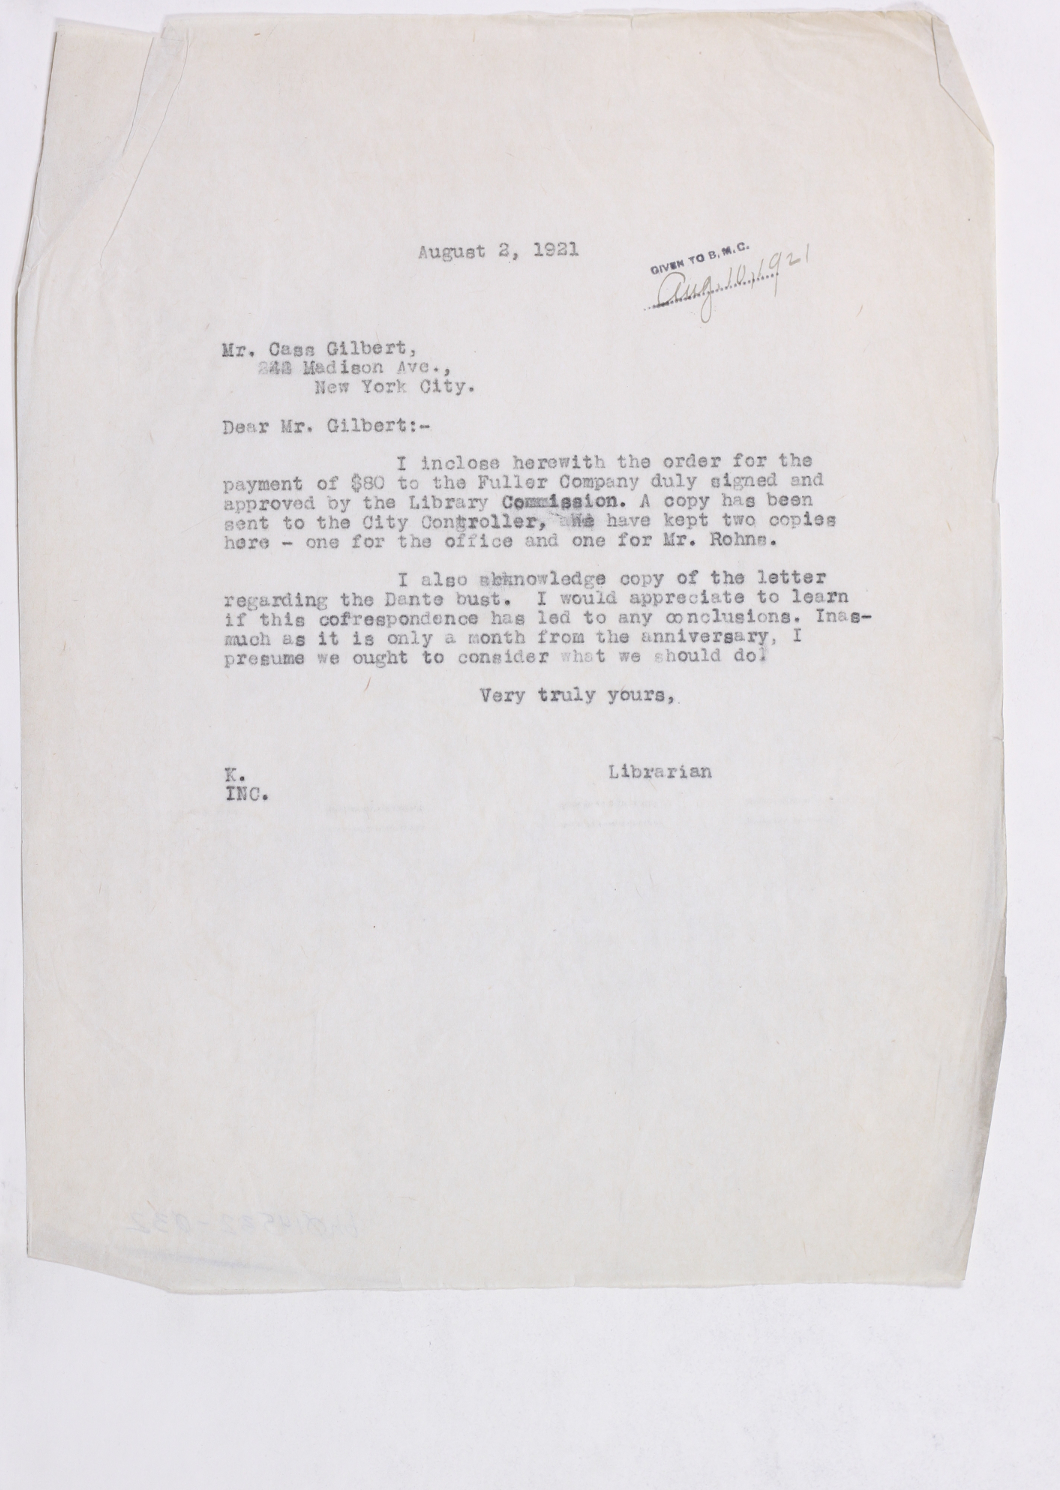 August 2, 1921
GIVEN TO B.M.C.
Aug. 10, 1921
Mr. Cass Gilbert,
244 Madison Ave.,
New York City.
Dear Mr. Gilbert:-
I inclose herewith the order for the
payment of $80 to the Fuller Company duly signed and
approved by the Library Commission. A copy has been
sent to the City Controller, We have kept two copies
here - one for the office and one for Mr. Rohns.
I also acknowledge copy of the letter
regarding the Dante bust. I would appreciate to learn
if this correspondence has led to any conclusions. Inas-
much as it is only a month from the anniversary, I
presume we ought to consider what we should do.
Very truly yours,
K.
Librarian
INC.